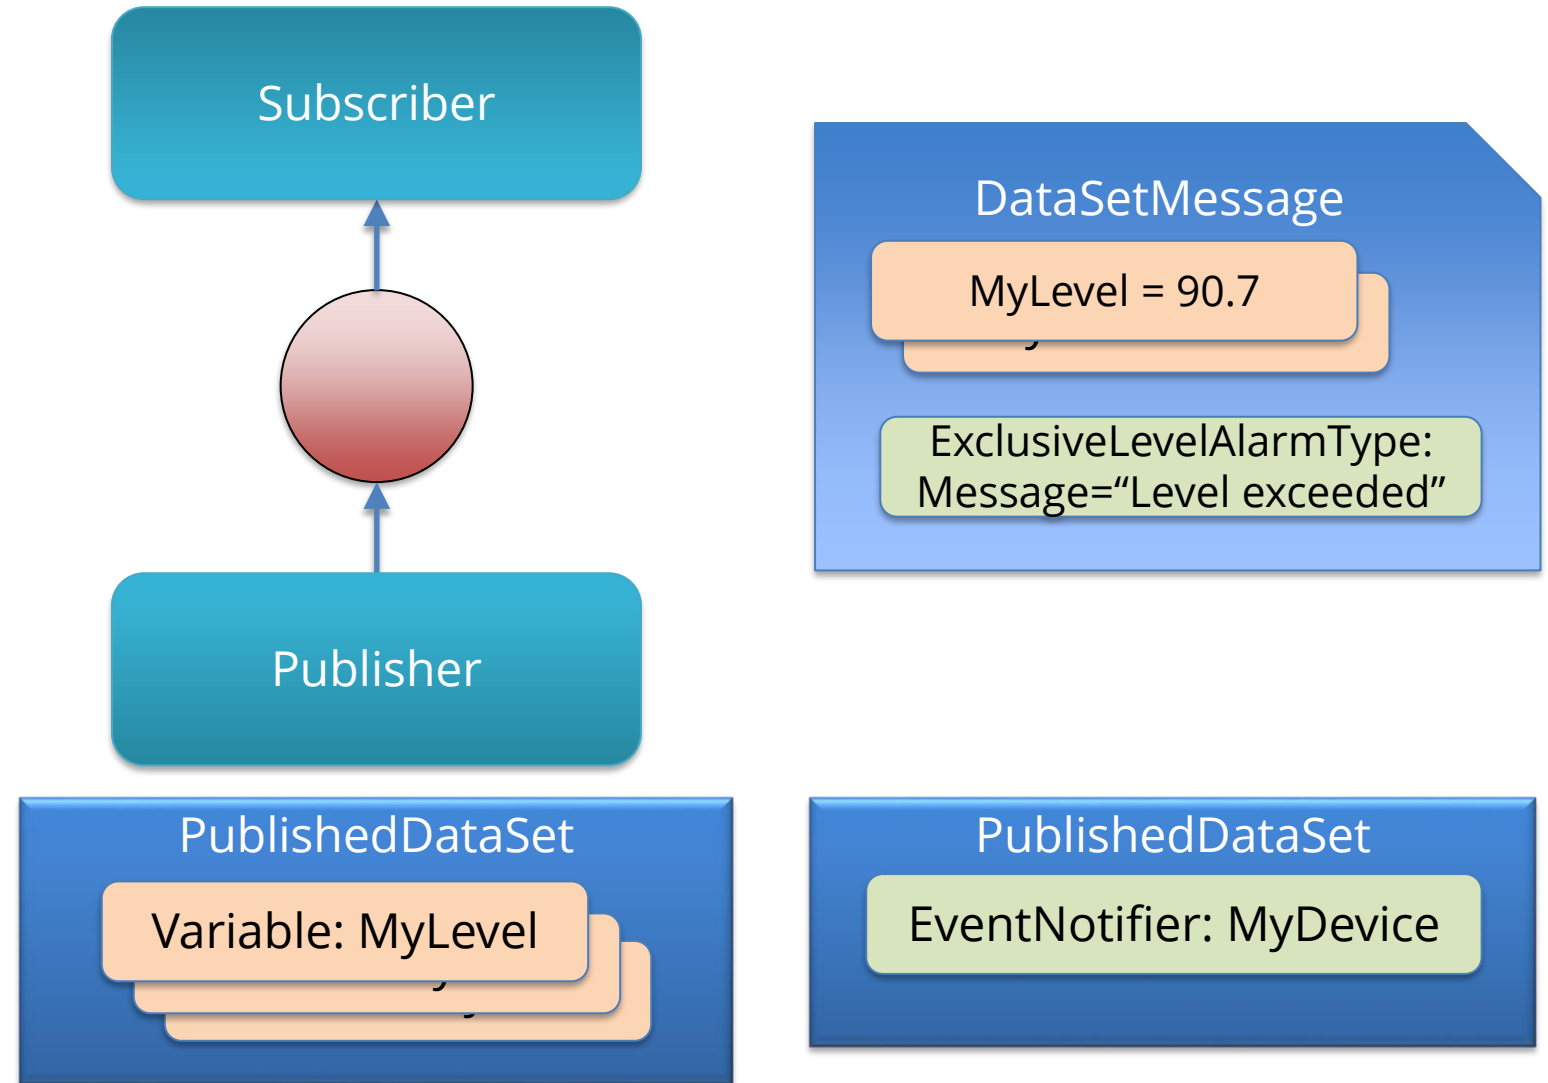 Subscriber
DataSetMessage
MyLevel = 90.7
ExclusiveLevelAlarmType:
Message=“Level exceeded”
Publisher
PublishedDataSet
Variable: MyLevel
PublishedDataSet
EventNotifier: MyDevice